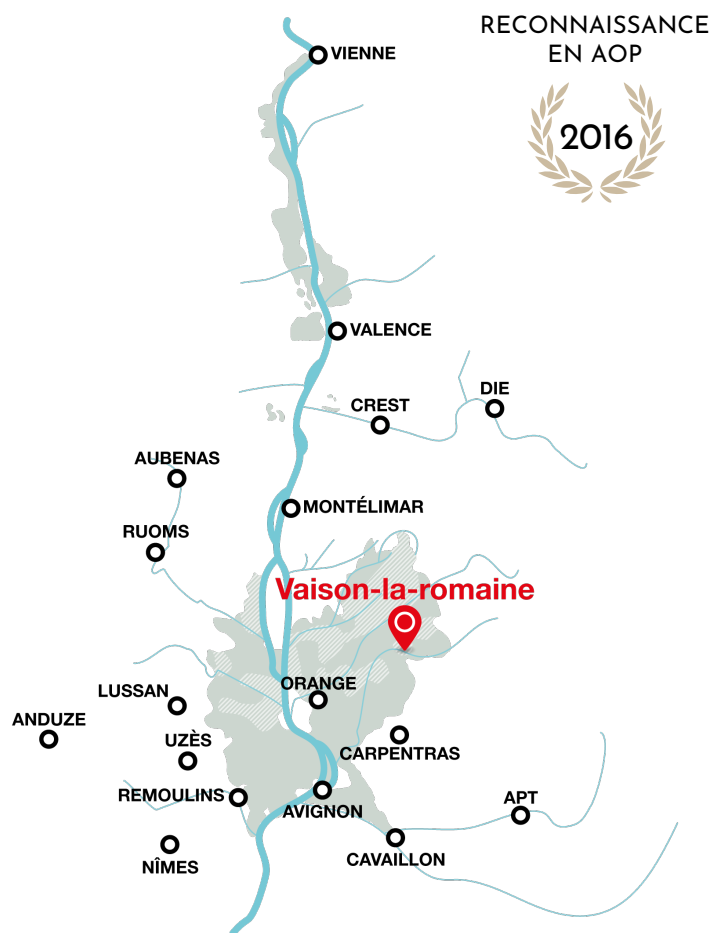 RECONNAISSANCE
EN AOP
2016
VIENNE
VALENCE
DIE
CREST
AUBENAS
MONTÉLIMAR
RUOMS
Vaison-la-romaine
ORANGE
LUSSAN
ANDUZE
UZÈS
CARPENTRAS
REMOULINS
APT
AVIGNON
CAVAILLON
NÎMES